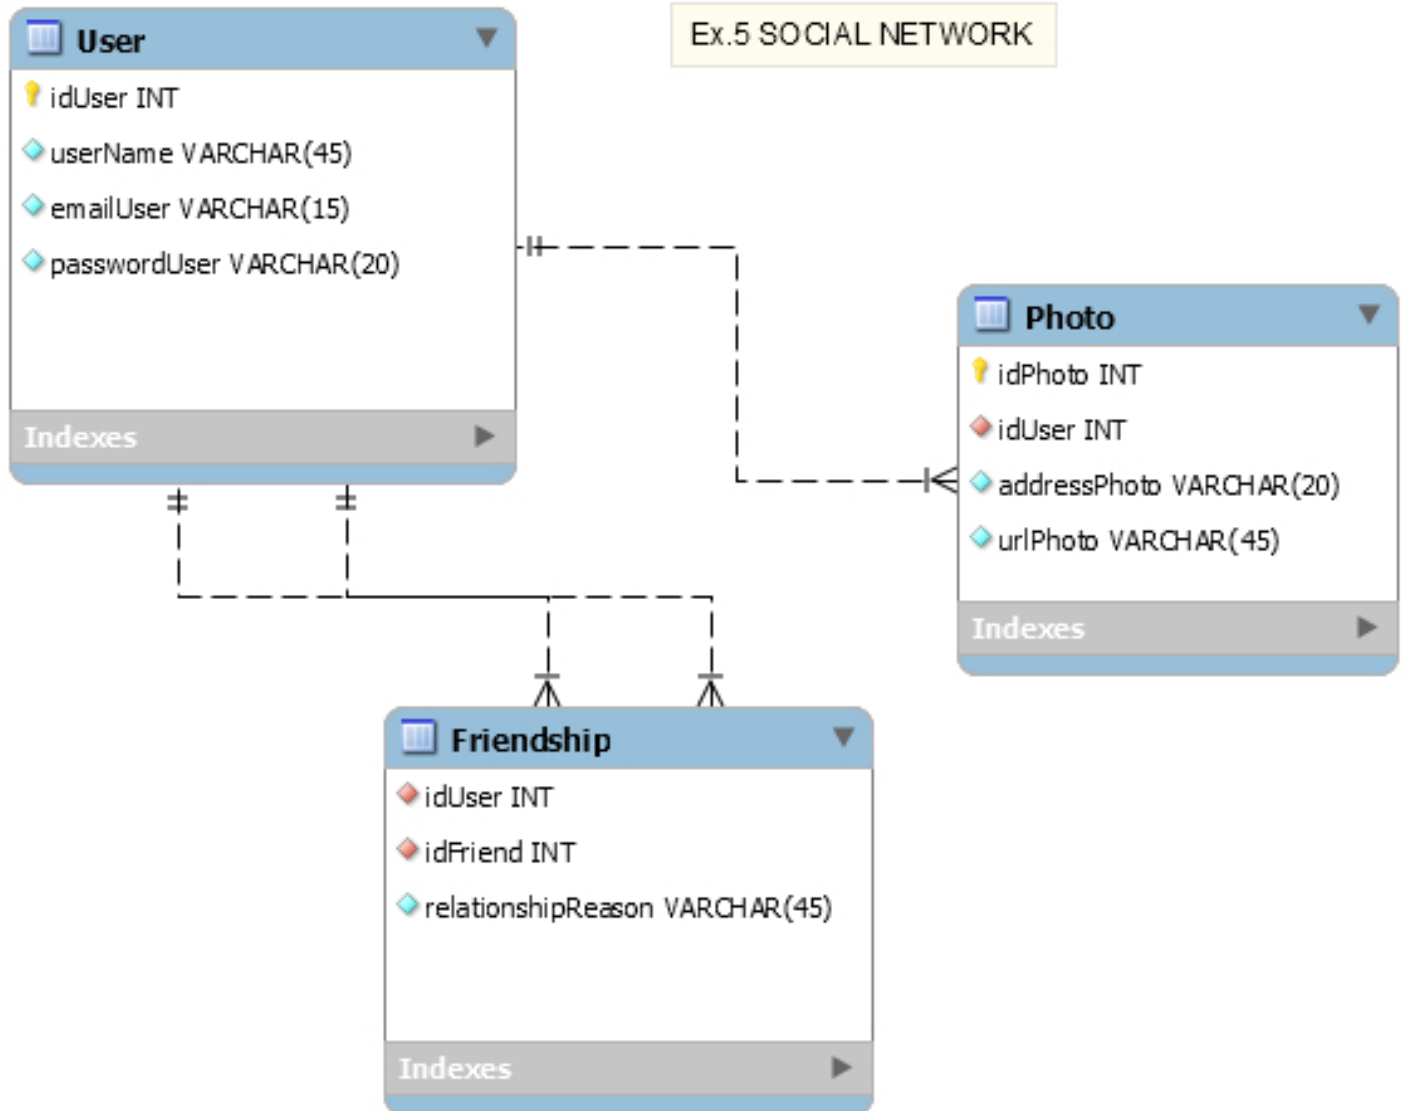 User
idUser INT
userName VARCHAR(45)
emailUser VARCHAR(15)
passwordUser VARCHAR(20)
Indexes
Ex.5 SOCIAL NETWORK
Photo
idPhoto INT
idUser INT
addressPhoto VARCHAR(20)
urlPhoto VARCHAR(45)
Indexes
Friendship
idUser INT
idFriend INT
relationshipReason VARCHAR(45)
Indexes